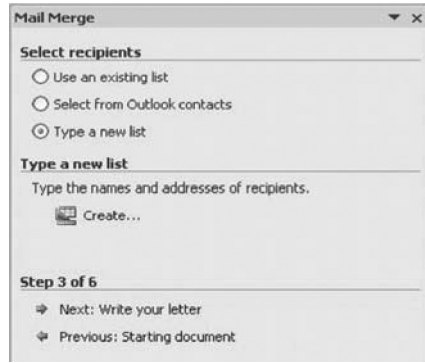 Mail Merge
Select recipients
Use an existing list
Select from Outlook contacts
Type a new list
Type a new list
Type the names and addresses of recipients.
Create...
Step 3 of 6
Next: Write your letter
Previous: Starting document